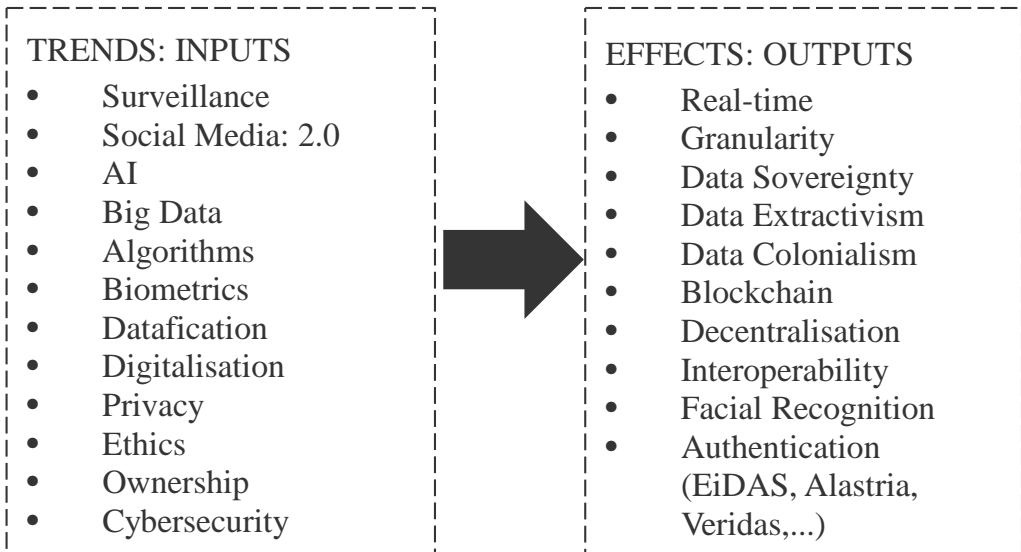 TRENDS: INPUTS
• Surveillance
• Social Media: 2.0
• AI
• Big Data
• Algorithms
• Biometrics
• Datafication
• Digitalisation
• Privacy
• Ethics
• Ownership
• Cybersecurity
EFFECTS: OUTPUTS
• Real-time
• Granularity
• Data Sovereignty
• Data Extractivism
• Data Colonialism
• Blockchain
• Decentralisation
• Interoperability
• Facial Recognition
• Authentication
(EiDAS, Alastria,
Veridas,...)